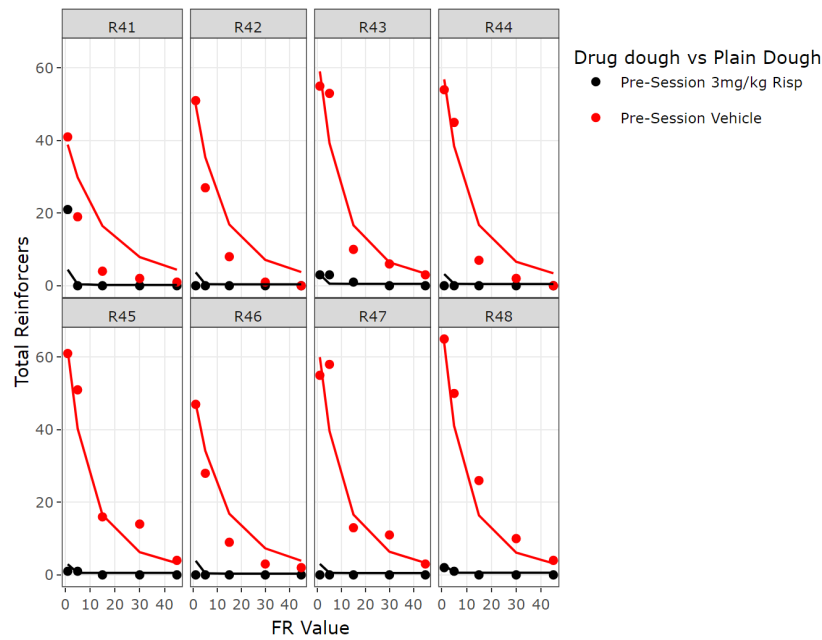 R41 R42 R43 R44
60
40
20
0
R45 R46 R47 R48
60
40
20
0
0 10 20 30 40 0 10 20 30 40 0 10 20 30 40 0 10 20 30 40
FR Value
Total Reinforcers
Drug dough vs Plain Dough
Pre-Session 3mg/kg Risp
Pre-Session Vehicle